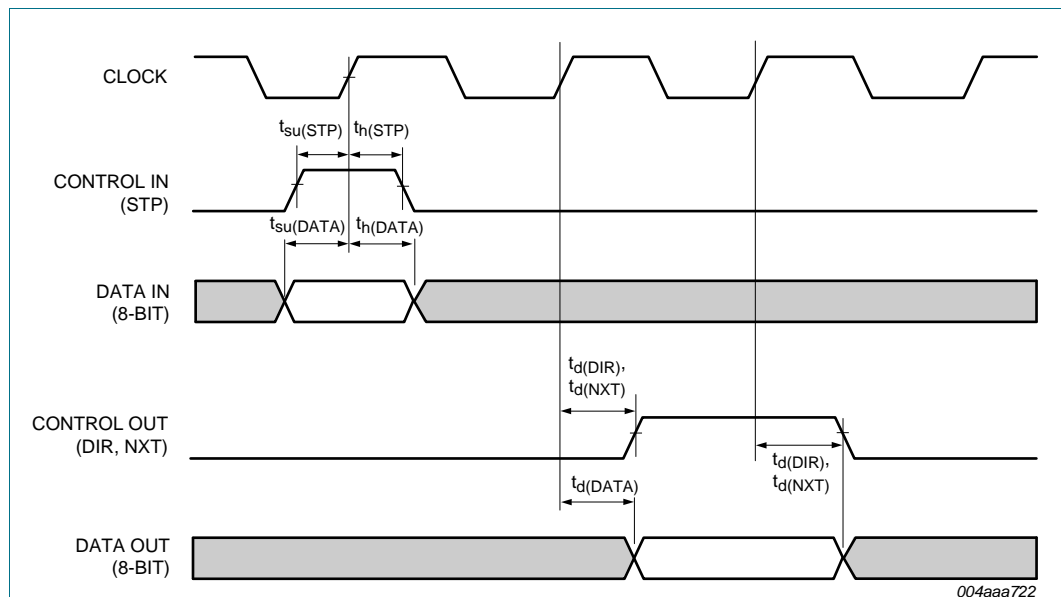 CLOCK
tsu(STP) th(STP)
CONTROL IN
(STP)
tsu(DATA) th(DATA)
DATA IN
(8-BIT)
td(DIR),
td(NXT)
CONTROL OUT
(DIR, NXT)
td(DIR),
td(NXT)
td(DATA)
DATA OUT
(8-BIT)
004aaa722